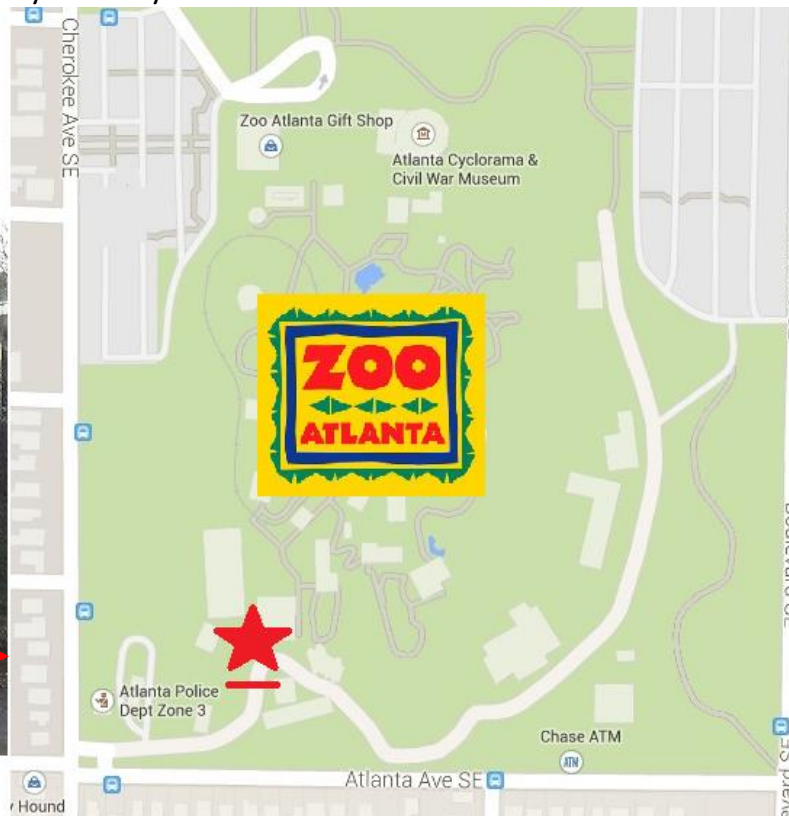 Cherokee Ave SE
Zoo Atlanta Gift Shop
Atlanta Cyclorama &
Civil War Museum
ZOO
ATLANTA
Atlanta Police
Dept Zone 3
Chase ATM
ATM
Atlanta Ave SE
Hound